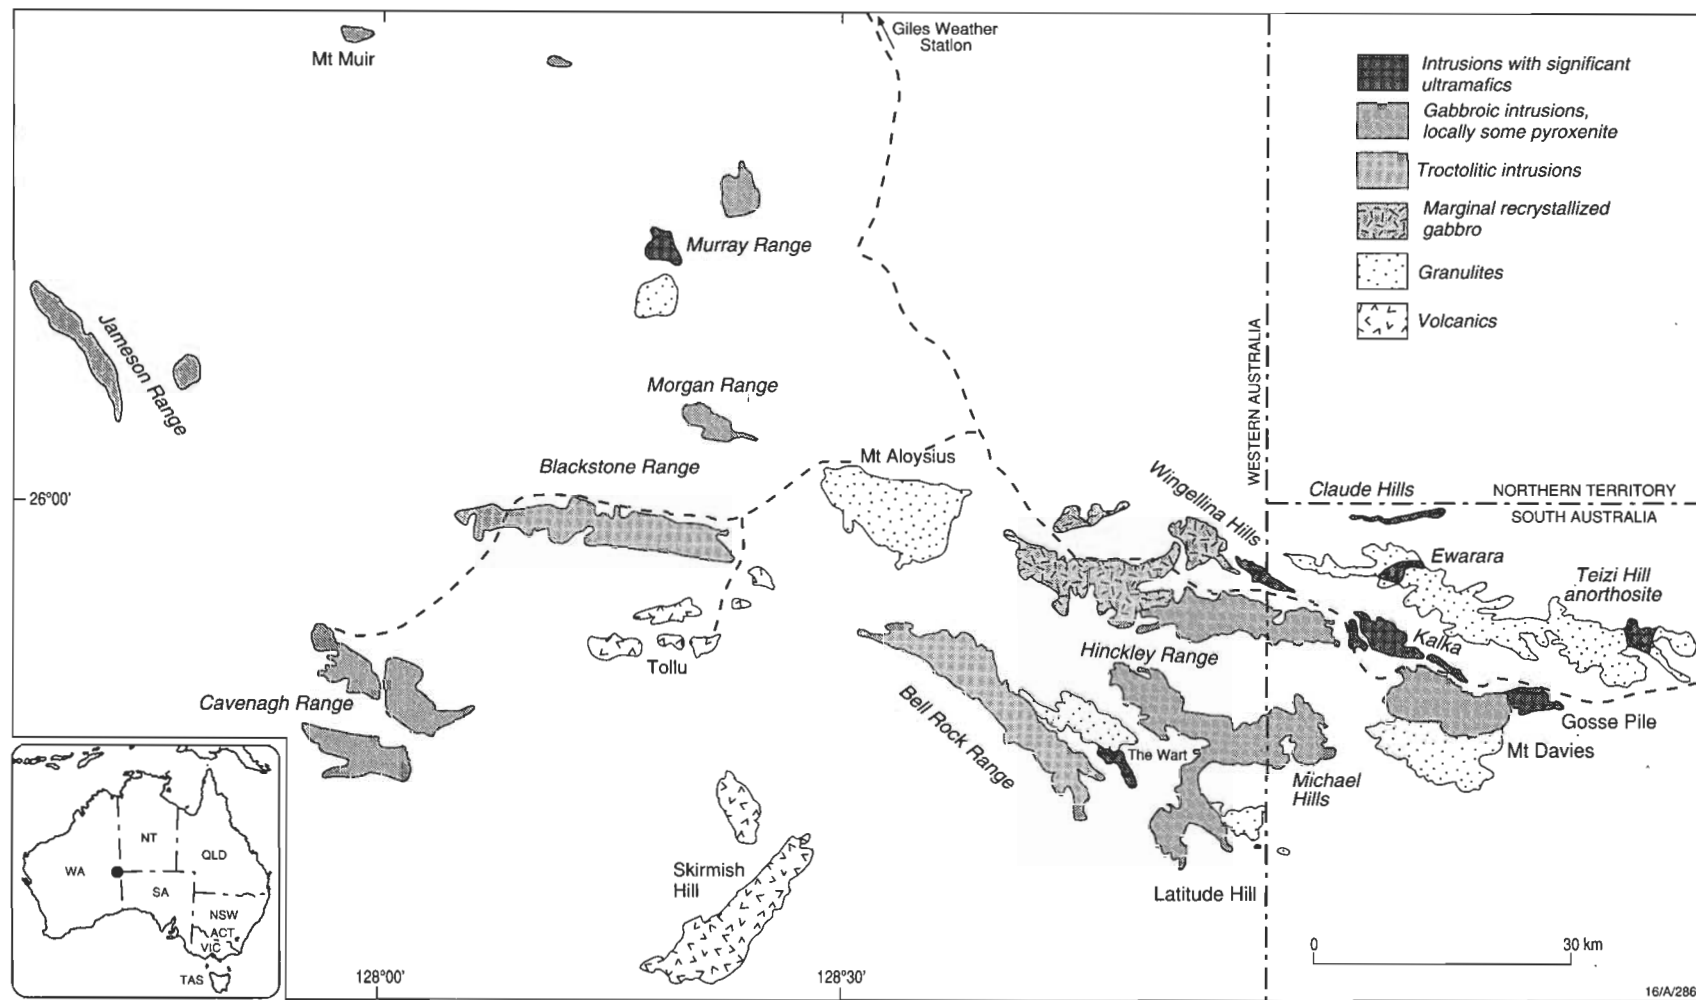 Giles Weather
Station
Mt Muir
Intrusions with significant
ultramafics
Gabbroic intrusions,
locally some pyroxenite
Troctolitic intrusions
Marginal recrystallized
gabbro
Granulites
Volcanics
Murray Range
Jameson Range
Morgan Range
WESTERN AUSTRALIA
Blackstone Range
Mt Aloysius
Wingellina Hills
Claude Hills
NORTHERN TERRITORY
SOUTH AUSTRALIA
26°00'
Ewarara
Teizi Hill
anorthosite
Kalka
Tollu
Hinckley Range
Cavenagh Range
Bell Rock Range
The Wart
Gosse Pile
Mt Davies
Michael
Hills
Skirmish
Hill
Latitude Hill
WA
NT
QLD
SA
NSW
ACT
VIC
TAS
128°00'
128°30'
0
30 km
16/A/286